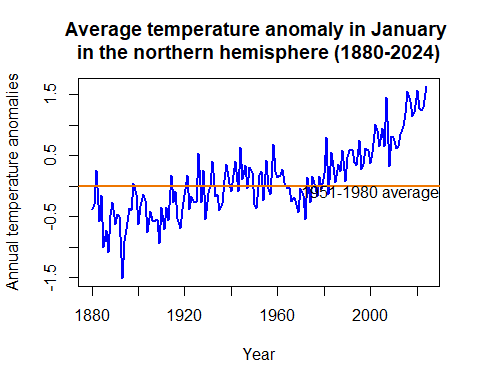 Average temperature anomaly in January
in the northern hemisphere (1880-2024)
Annual temperature anomalies
1.5
0.5
-0.5
-1.5
1951-1980 average
1880
1920
1960
2000
Year